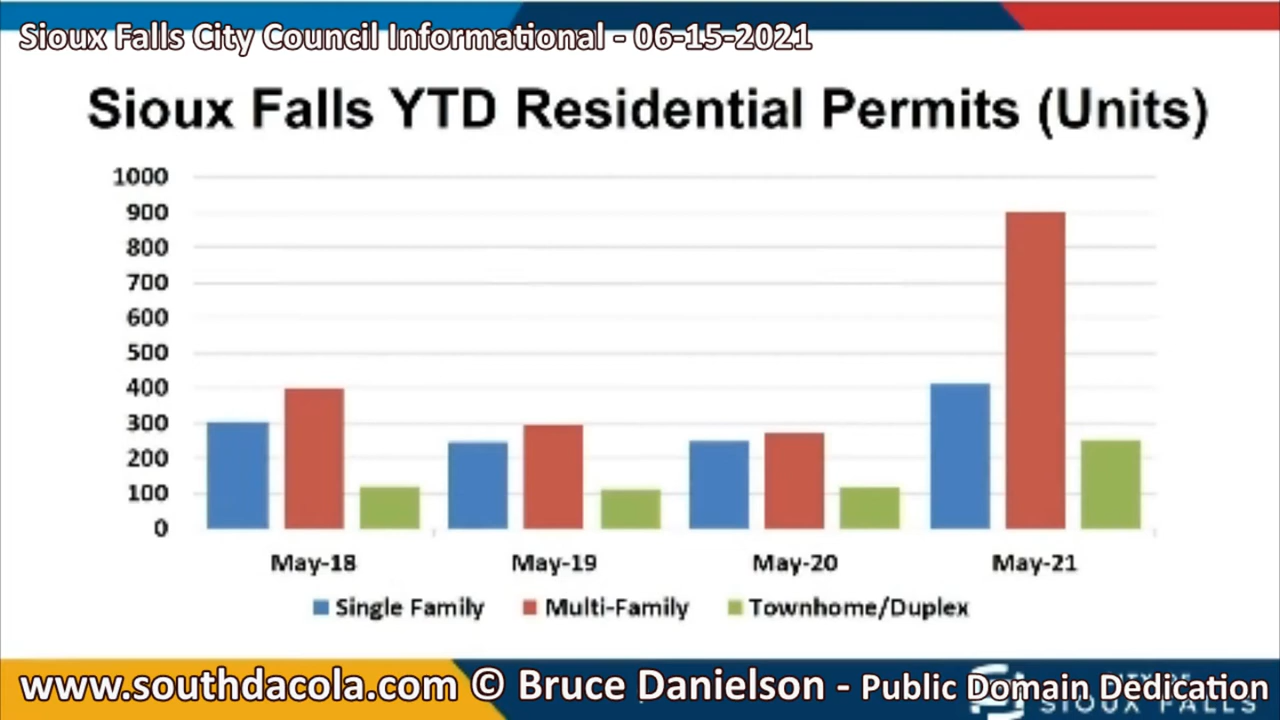 Sioux Falls City Council Informational - 06-15-2021
Sioux Falls YTD Residential Permits (Units)
1000
900
800
700
600
500
400
300
200
100
0
May-18 May-19 May-20 May-21
Single Family Multi-Family Townhome/Duplex
www.southdacola.com © Bruce Danielson - Public Domain Dedication
CITY OF
SIOUX FALLS